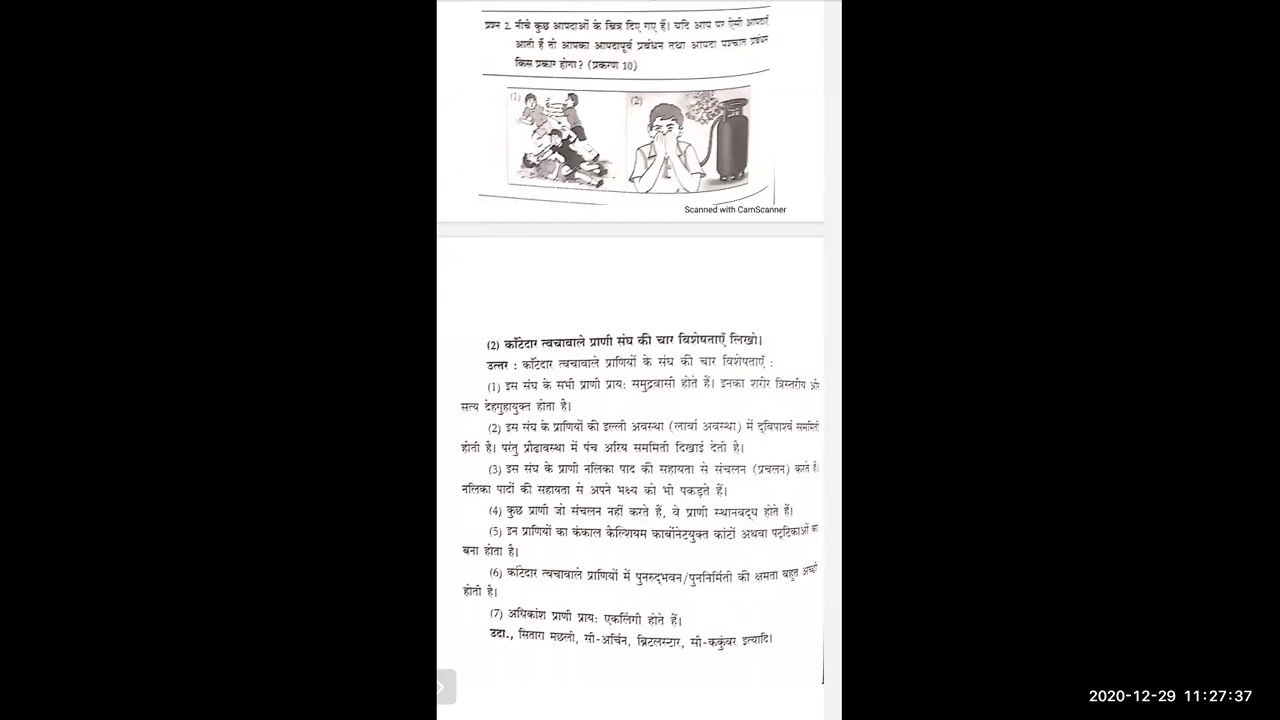 प्रश्न 2. नीचे कुछ आपदाओं के चित्र दिए गए हैं। यदि आप पर ऐसी आपदाएँ
आती हैं तो आपका आपदापूर्व प्रबंधन तथा आपदा पश्चात प्रबंधन
किस प्रकार होगा? (प्रकरण 10)
(1) (2)
Scanned with CamScanner
(2) काँटेदार त्वचावाले प्राणी संघ की चार विशेषताएँ लिखो।
उत्तर : काँटेदार त्वचावाले प्राणियों के संघ की चार विशेषताएँ :
(1) इस संघ के सभी प्राणी प्रायः समुद्रवासी होते हैं। इनका शरीर त्रिस्तरीय और
सत्य देहगुहायुक्त होता है।
(2) इस संघ के प्राणियों की इल्ली अवस्था (लार्वा अवस्था) में द्विपार्श्व सममिती
होती है। परंतु प्रौढावस्था में पंच अरिय सममिती दिखाई देती है।
(3) इस संघ के प्राणी नलिका पाद की सहायता से संचलन (प्रचलन) करते हैं।
नलिका पादों की सहायता से अपने भक्ष्य को भी पकड़ते हैं।
(4) कुछ प्राणी जो संचलन नहीं करते हैं, वे प्राणी स्थानबद्ध होते हैं।
(5) इन प्राणियों का कंकाल कैल्शियम कार्बोनेटयुक्त कांटों अथवा पट्टिकाओं का
बना होता है।
(6) काँटेदार त्वचावाले प्राणियों में पुनरुद्भवन/पुननिर्मिती की क्षमता बहुत अच्छी
होती है।
(7) अधिकांश प्राणी प्रायः एकलिंगी होते हैं।
उदा., सितारा मछली, सी-अर्चिन, ब्रिटलस्टार, सी-ककुंबर इत्यादि।
2020-12-29 11:27:37